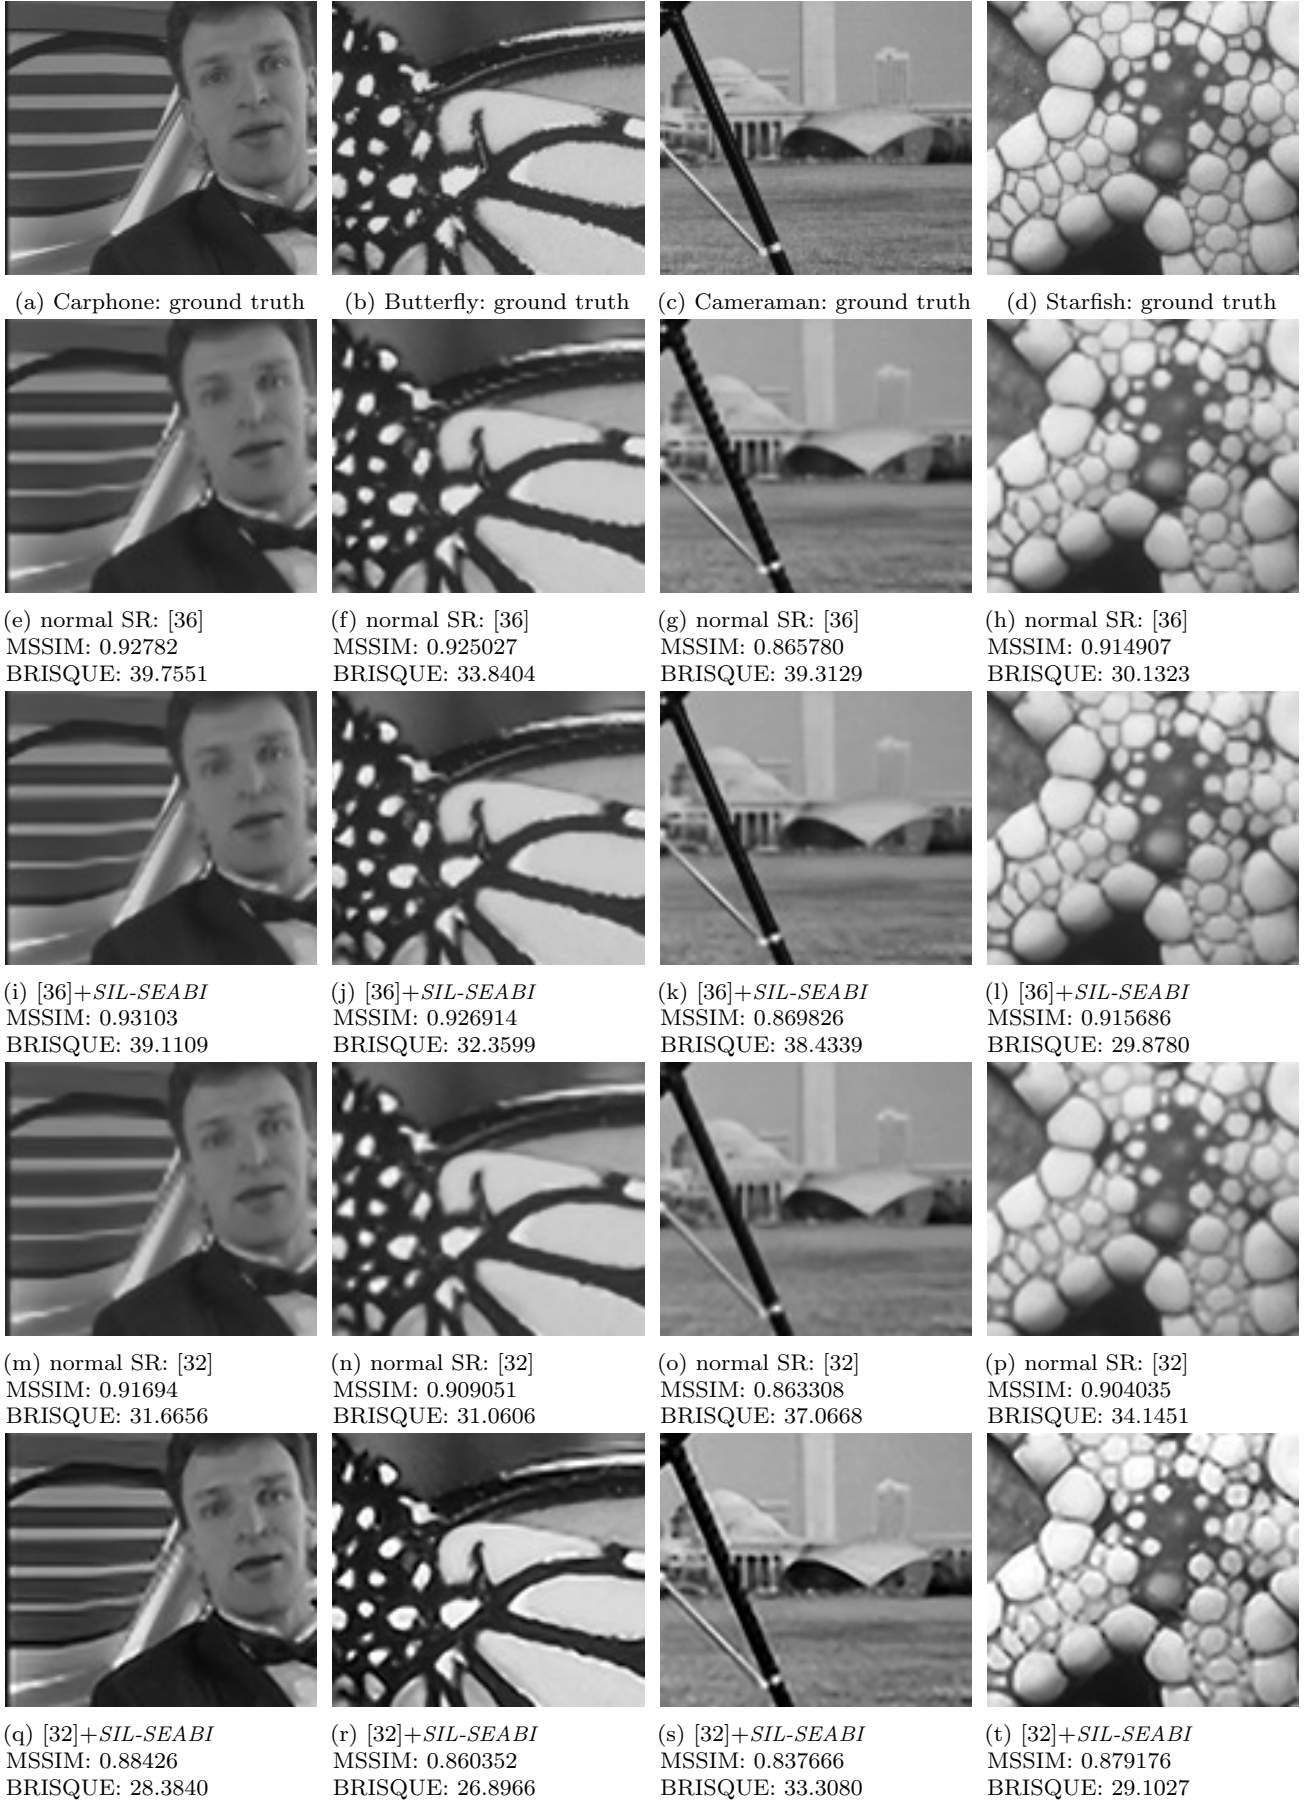 (a) Carphone: ground truth
(b) Butterfly: ground truth
(c) Cameraman: ground truth
(d) Starfish: ground truth
(e) normal SR: [36]
MSSIM: 0.92782
BRISQUE: 39.7551
(f) normal SR: [36]
MSSIM: 0.925027
BRISQUE: 33.8404
(g) normal SR: [36]
MSSIM: 0.865780
BRISQUE: 39.3129
(h) normal SR: [36]
MSSIM: 0.914907
BRISQUE: 30.1323
(i) [36]+SIL-SEABI
MSSIM: 0.93103
BRISQUE: 39.1109
(j) [36]+SIL-SEABI
MSSIM: 0.926914
BRISQUE: 32.3599
(k) [36]+SIL-SEABI
MSSIM: 0.869826
BRISQUE: 38.4339
(l) [36]+SIL-SEABI
MSSIM: 0.915686
BRISQUE: 29.8780
(m) normal SR: [32]
MSSIM: 0.91694
BRISQUE: 31.6656
(n) normal SR: [32]
MSSIM: 0.909051
BRISQUE: 31.0606
(o) normal SR: [32]
MSSIM: 0.863308
BRISQUE: 37.0668
(p) normal SR: [32]
MSSIM: 0.904035
BRISQUE: 34.1451
(q) [32]+SIL-SEABI
MSSIM: 0.88426
BRISQUE: 28.3840
(r) [32]+SIL-SEABI
MSSIM: 0.860352
BRISQUE: 26.8966
(s) [32]+SIL-SEABI
MSSIM: 0.837666
BRISQUE: 33.3080
(t) [32]+SIL-SEABI
MSSIM: 0.879176
BRISQUE: 29.1027